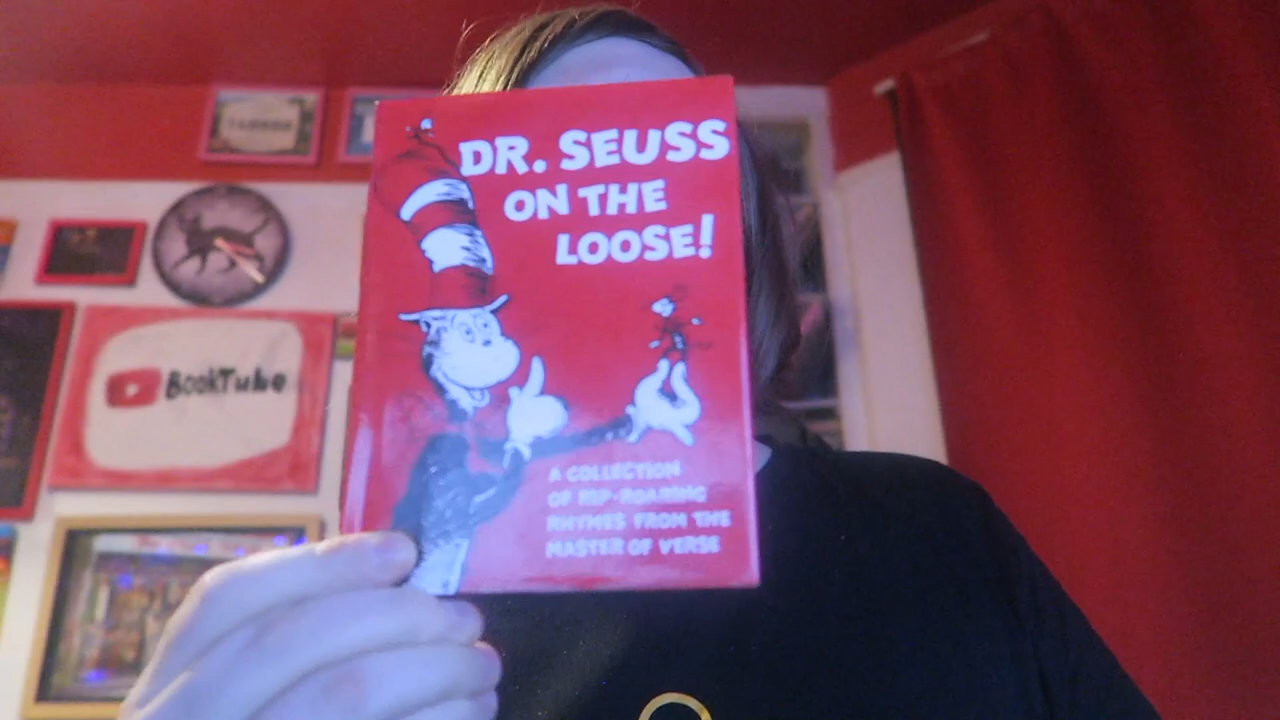 DR. SEUSS
ON THE
LOOSE!
A COLLECTION
OF RIP-ROARING
RHYMES FROM THE
MASTER OF VERSE
BookTube